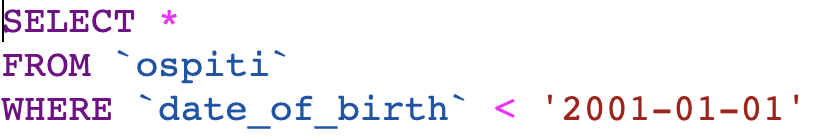 SELECT *
FROM `ospiti`
WHERE `date_of_birth` < '2001-01-01'